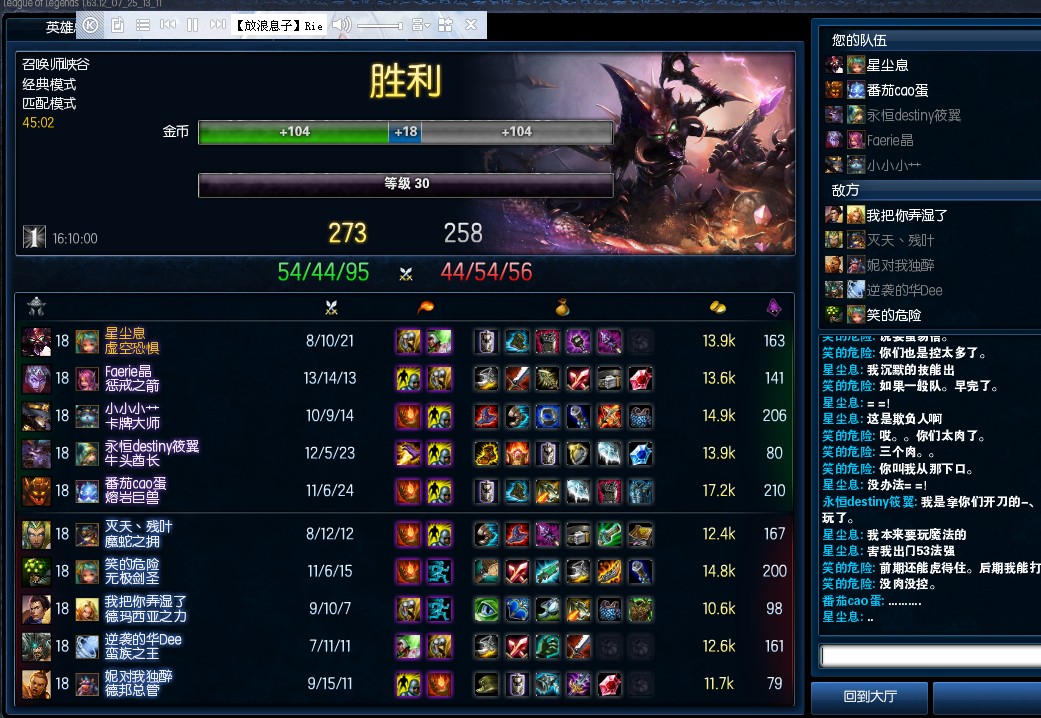 League of Legends 1.63.12_07_25_13_11
英雄
【放浪息子】Rie
召唤师峡谷
经典模式
匹配模式
45:02
胜利
金币
+104
+18
+104
等级 30
1
16:10:00
273
258
54/44/95
44/54/56
18
星尘息
虚空恐惧
8/10/21
13.9k
163
18
Faerie晶
惩戒之箭
13/14/13
13.6k
141
18
小小小艹
卡牌大师
10/9/14
14.9k
206
18
永恒destiny筱翼
牛头酋长
12/5/23
13.9k
80
18
番茄cao蛋
熔岩巨兽
11/6/24
17.2k
210
18
灭天丶残叶
魔蛇之拥
8/12/12
12.4k
167
18
笑的危险
无极剑圣
11/6/15
14.8k
200
18
我把你弄湿了
德玛西亚之力
9/10/7
10.6k
98
18
逆袭的华Dee
蛮族之王
7/11/11
12.6k
161
18
妮对我独醉
德邦总管
9/15/11
11.7k
79
您的队伍
星尘息
番茄cao蛋
永恒destiny筱翼
Faerie晶
小小小艹
敌方
我把你弄湿了
灭天丶残叶
妮对我独醉
逆袭的华Dee
笑的危险
笑的危险: 你们也是控太多了。
星尘息: 我沉默的技能出
笑的危险: 如果一般队。早完了。
星尘息: = =!
星尘息: 这是欺负人啊
笑的危险: 哎。。你们太肉了。
笑的危险: 三个肉。。
笑的危险: 你叫我从那下口。
星尘息: 没办法= =!
永恒destiny筱翼: 我是拿你们开刀的-、
玩了。
星尘息: 我本来要玩魔法的
星尘息: 害我出门53法强
笑的危险: 前期还能虎得住。后期我能打
笑的危险: 没肉没控。
番茄cao蛋: ..........
星尘息: ..
回到大厅